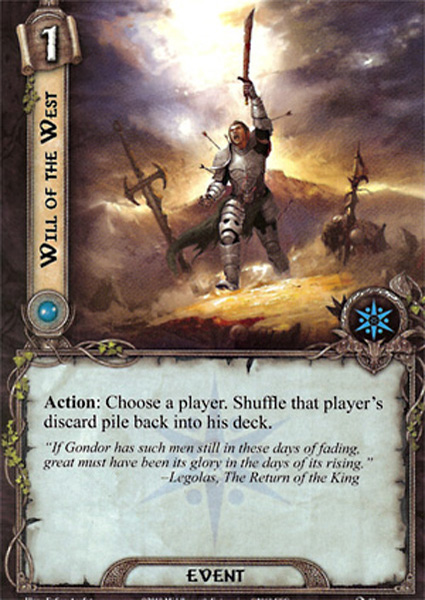 1
WILL OF THE WEST
Action: Choose a player. Shuffle that player's
discard pile back into his deck.
"If Gondor has such men still in these days of fading,
great must have been its glory in the days of its rising."
–Legolas, The Return of the King
EVENT